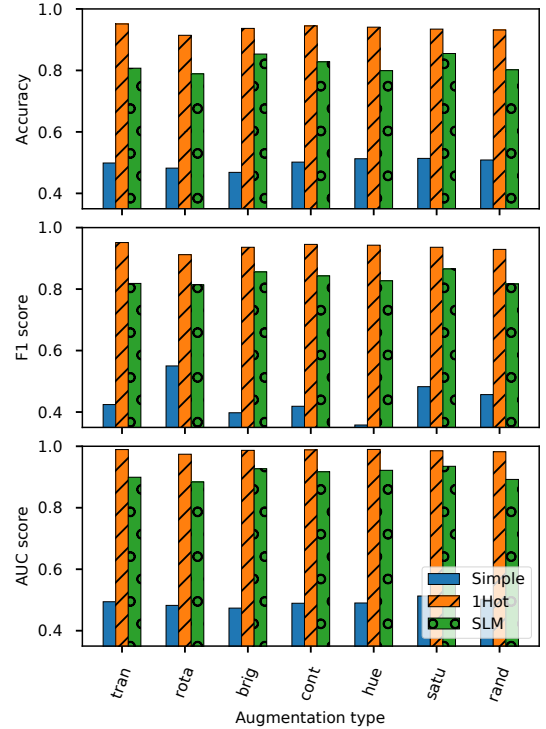 1.0
0.8
0.6
0.4
Accuracy
1.0
0.8
0.6
0.4
F1 score
1.0
0.8
0.6
0.4
AUC score
Simple
1Hot
SLM
tran
rota
brig
cont
hue
satu
rand
Augmentation type